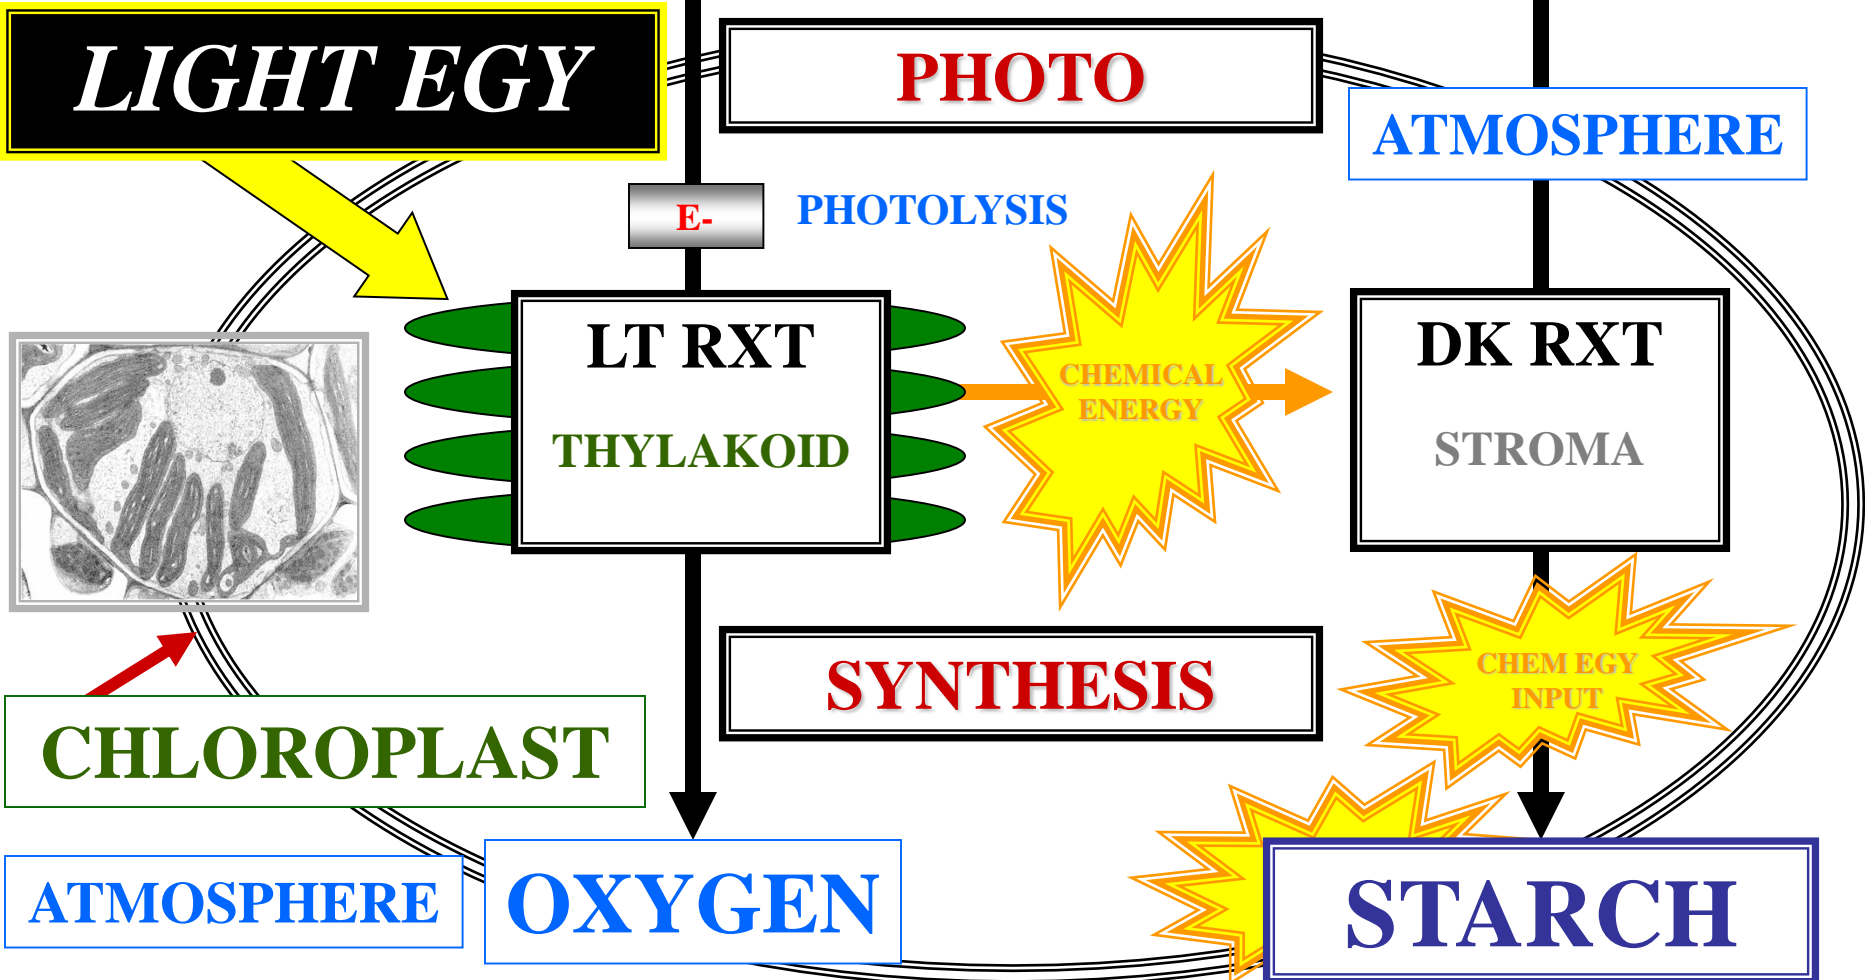 LIGHT EGY
PHOTO
ATMOSPHERE
E-
PHOTOLYSIS
LT RXT
THYLAKOID
CHEMICAL
ENERGY
DK RXT
STROMA
SYNTHESIS
CHEM EGY
INPUT
CHLOROPLAST
ATMOSPHERE
OXYGEN
STARCH